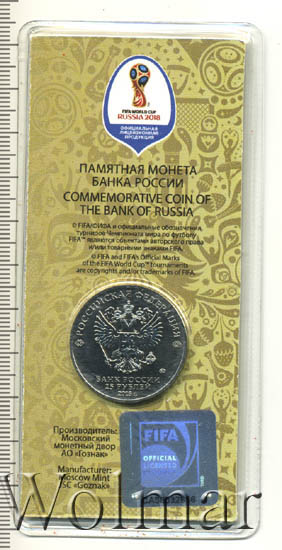 FIFA WORLD CUP
RUSSIA 2018
ОФИЦИАЛЬНАЯ
ЛИЦЕНЗИОННАЯ
ПРОДУКЦИЯ
ПАМЯТНАЯ МОНЕТА
БАНКА РОССИИ
COMMEMORATIVE COIN OF
THE BANK OF RUSSIA
© FIFA/ФИФА и официальные обозначения
турниров Чемпионата мира по футболу
FIFA™ являются объектами авторского права
и/или товарными знаками FIFA.
© FIFA and FIFA's Official Marks
of the FIFA World Cup™ tournaments
are copyrights and/or trademarks of FIFA.
РОССИЙСКАЯ ФЕДЕРАЦИЯ
БАНК РОССИИ
25 РУБЛЕЙ
2018 г.
Производитель:
Московский
монетный двор
АО «Гознак»
Manufacturer:
Moscow Mint
JSC «Goznak»
FIFA
OFFICIAL
LICENSED
Wolmar